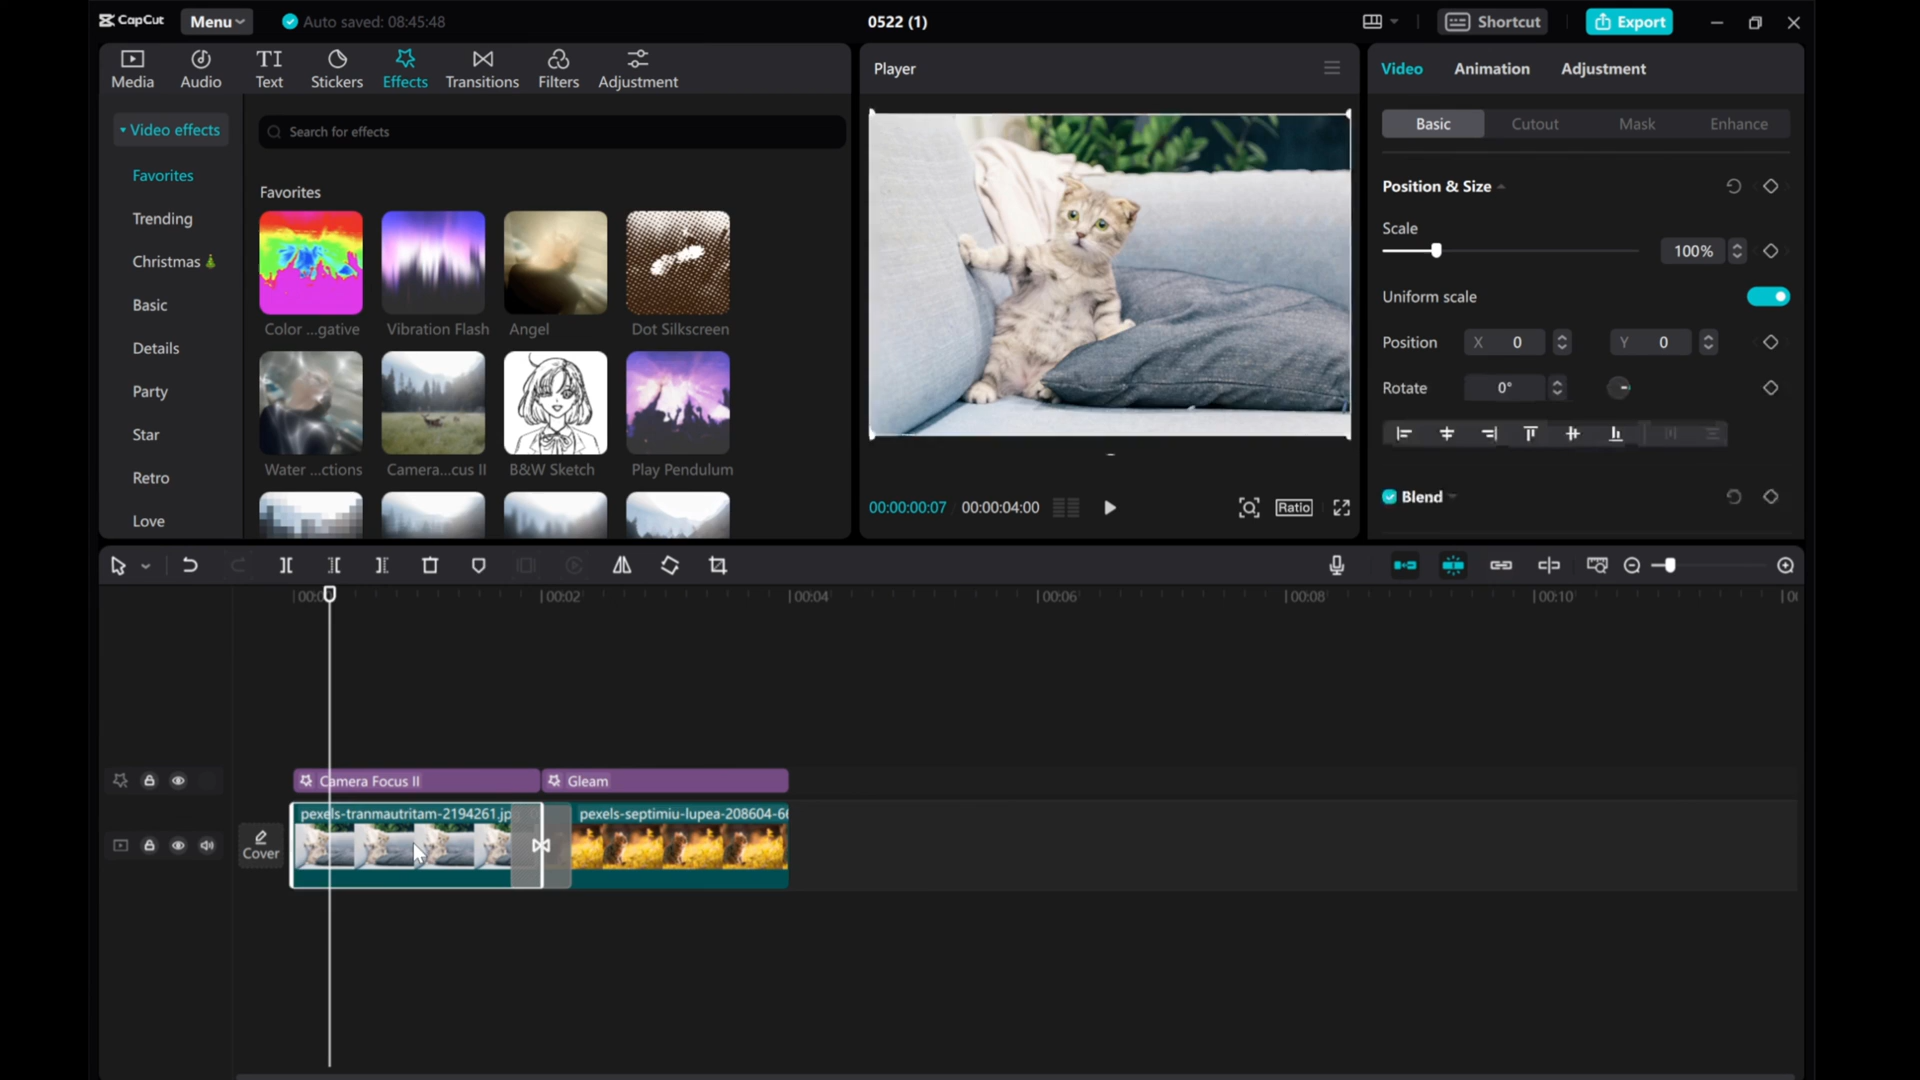 CapCut
Menu
Auto saved: 08:45:48
0522 (1)
Shortcut
Export
Media
Audio
TI
Text
Stickers
Effects
Transitions
Filters
Adjustment
Player
Video
Animation
Adjustment
Video effects
Search for effects
Basic
Cutout
Mask
Enhance
Favorites
Trending
Christmas
Basic
Details
Party
Star
Retro
Love
Favorites
Color ...gative
Vibration Flash
Angel
Dot Silkscreen
Water ...ctions
Camera...cus II
B&W Sketch
Play Pendulum
Position & Size
Scale
100%
Uniform scale
Position
X 0
Y 0
Rotate
0°
Blend
00:00:00:07
00:00:04:00
Ratio
00:02
00:04
00:06
00:08
00:10
Camera Focus II
Gleam
Cover
pexels-tranmautritam-2194261.jp
pexels-septimiu-lupea-208604-6